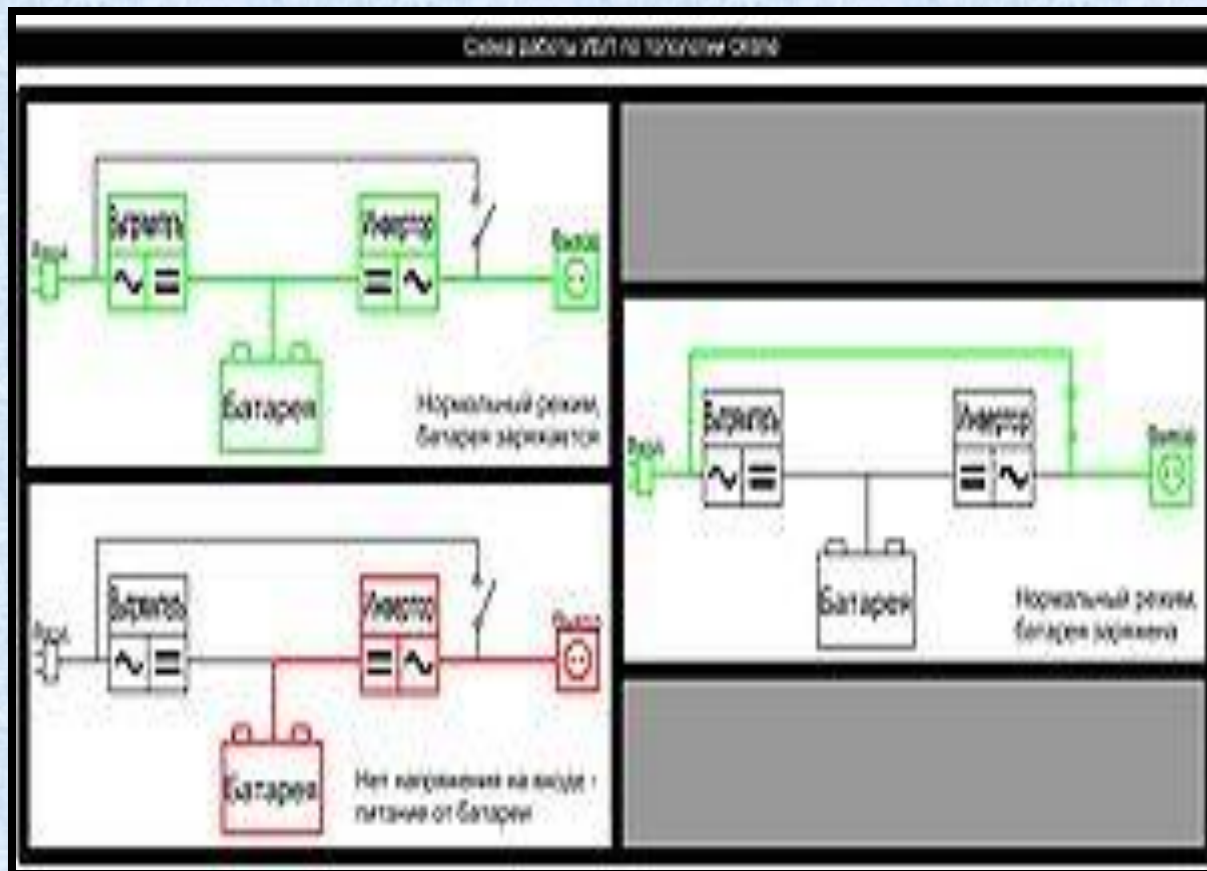 Схема работы УБП по топологии Online
Выпрямитель
Инвертор
Вход
Выход
Батарея
Нормальный режим,
батарея заряжается
Выпрямитель
Инвертор
Вход
Выход
Батарея
Нормальный режим,
батарея заряжена
Выпрямитель
Инвертор
Вход
Выход
Батарея
Нет напряжения на входе -
питание от батареи